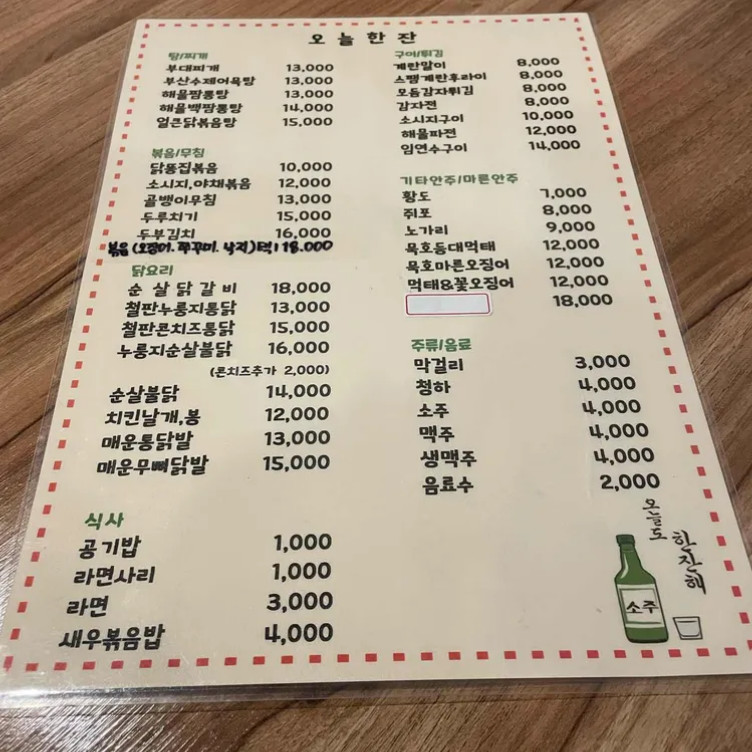 오늘한잔
탕/찌개
부대찌개 13,000
부산수제어묵탕 13,000
해물짬뽕탕 13,000
해물백짬뽕탕 14,000
얼큰닭볶음탕 15,000
볶음/무침
닭똥집볶음 10,000
소시지,야채볶음 12,000
골뱅이무침 13,000
두루치기 15,000
두부김치 16,000
볶음 (오징어. 쭈꾸미. 낙지)택1 18.000
닭요리
순살닭갈비 18,000
철판누룽지통닭 13,000
철판콘치즈통닭 15,000
누룽지순살불닭 16,000
(콘치즈추가 2,000)
순살불닭 14,000
치킨날개,봉 12,000
매운통닭발 13,000
매운무뼈닭발 15,000
식사
공기밥 1,000
라면사리 1,000
라면 3,000
새우볶음밥 4,000
구이/튀김
계란말이 8,000
스팸계란후라이 8,000
모듬감자튀김 8,000
감자전 8,000
소시지구이 10,000
해물파전 12,000
임연수구이 14,000
기타안주/마른안주
황도 7,000
쥐포 8,000
노가리 9,000
묵호등대먹태 12,000
묵호마른오징어 12,000
먹태&꽃오징어 12,000
18,000
주류/음료
막걸리 3,000
청하 4,000
소주 4,000
맥주 4,000
생맥주 4,000
음료수 2,000
오늘도
한잔해
소주